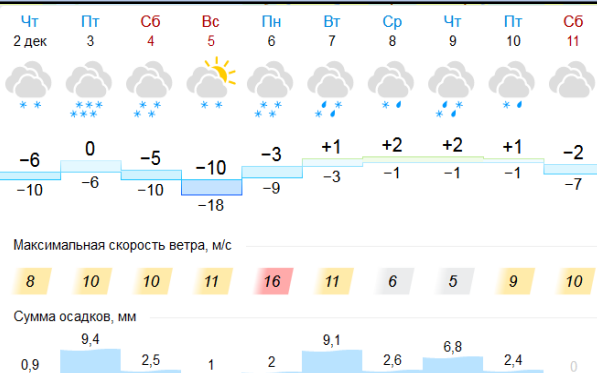 Чт Пт Сб Вс Пн Вт Ср Чт Пт Сб
2 дек 3 4 5 6 7 8 9 10 11
−6 0 −5 −10 −3 +1 +2 +2 +1 −2
−10 −6 −10 −18 −9 −3 −1 −1 −1 −7
Максимальная скорость ветра, м/с
8 10 10 11 16 11 6 5 9 10
Сумма осадков, мм
0,9 9,4 2,5 1 2 9,1 2,6 6,8 2,4 0